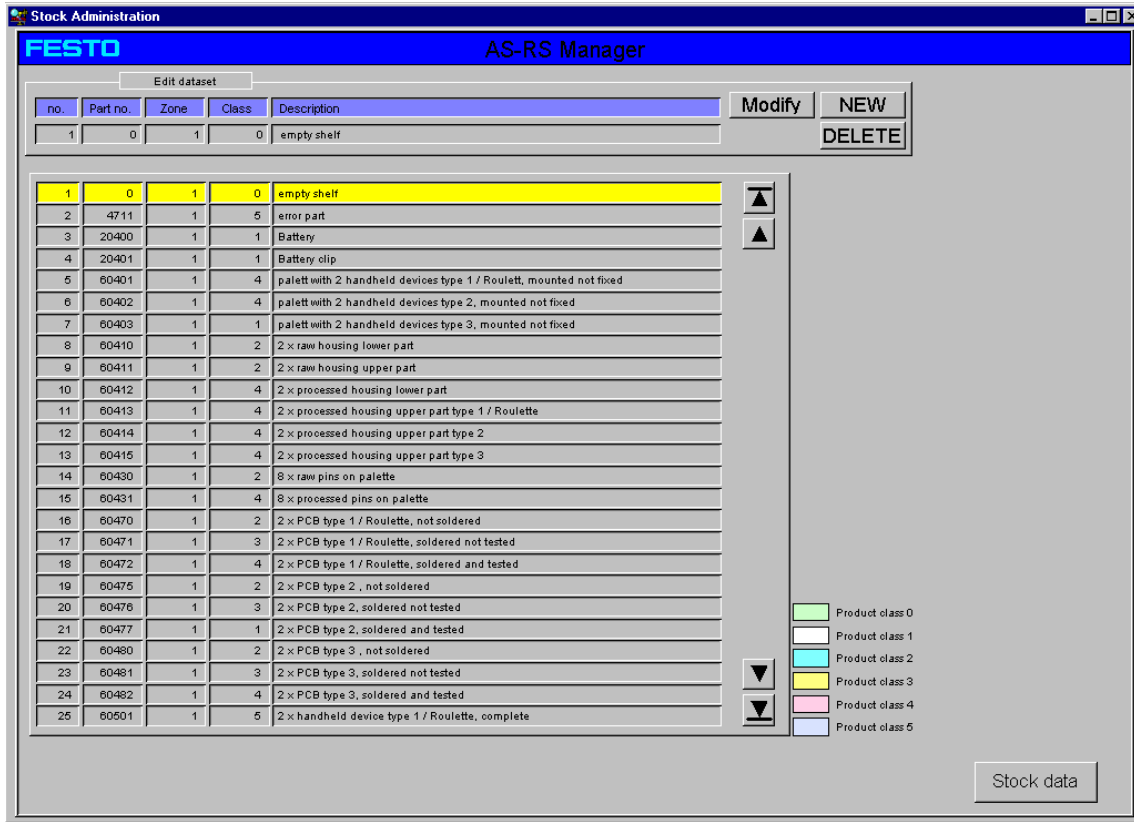 Stock Administration
FESTO AS-RS Manager
Edit dataset
no. Part no. Zone Class Description Modify NEW
1 0 1 0 empty shelf DELETE
1 0 1 0 empty shelf
2 4711 1 5 error part
3 20400 1 1 Battery
4 20401 1 1 Battery clip
5 60401 1 4 palett with 2 handheld devices type 1 / Roulett, mounted not fixed
6 60402 1 4 palett with 2 handheld devices type 2, mounted not fixed
7 60403 1 1 palett with 2 handheld devices type 3, mounted not fixed
8 60410 1 2 2 x raw housing lower part
9 60411 1 2 2 x raw housing upper part
10 60412 1 4 2 x processed housing lower part
11 60413 1 4 2 x processed housing upper part type 1 / Roulette
12 60414 1 4 2 x processed housing upper part type 2
13 60415 1 4 2 x processed housing upper part type 3
14 60430 1 2 8 x raw pins on palette
15 60431 1 4 8 x processed pins on palette
16 60470 1 2 2 x PCB type 1 / Roulette, not soldered
17 60471 1 3 2 x PCB type 1 / Roulette, soldered not tested
18 60472 1 4 2 x PCB type 1 / Roulette, soldered and tested
19 60475 1 2 2 x PCB type 2 , not soldered
20 60476 1 3 2 x PCB type 2, soldered not tested
21 60477 1 1 2 x PCB type 2, soldered and tested
22 60480 1 2 2 x PCB type 3 , not soldered
23 60481 1 3 2 x PCB type 3, soldered not tested
24 60482 1 4 2 x PCB type 3, soldered and tested
25 60501 1 5 2 x handheld device type 1 / Roulette, complete
Product class 0
Product class 1
Product class 2
Product class 3
Product class 4
Product class 5
Stock data